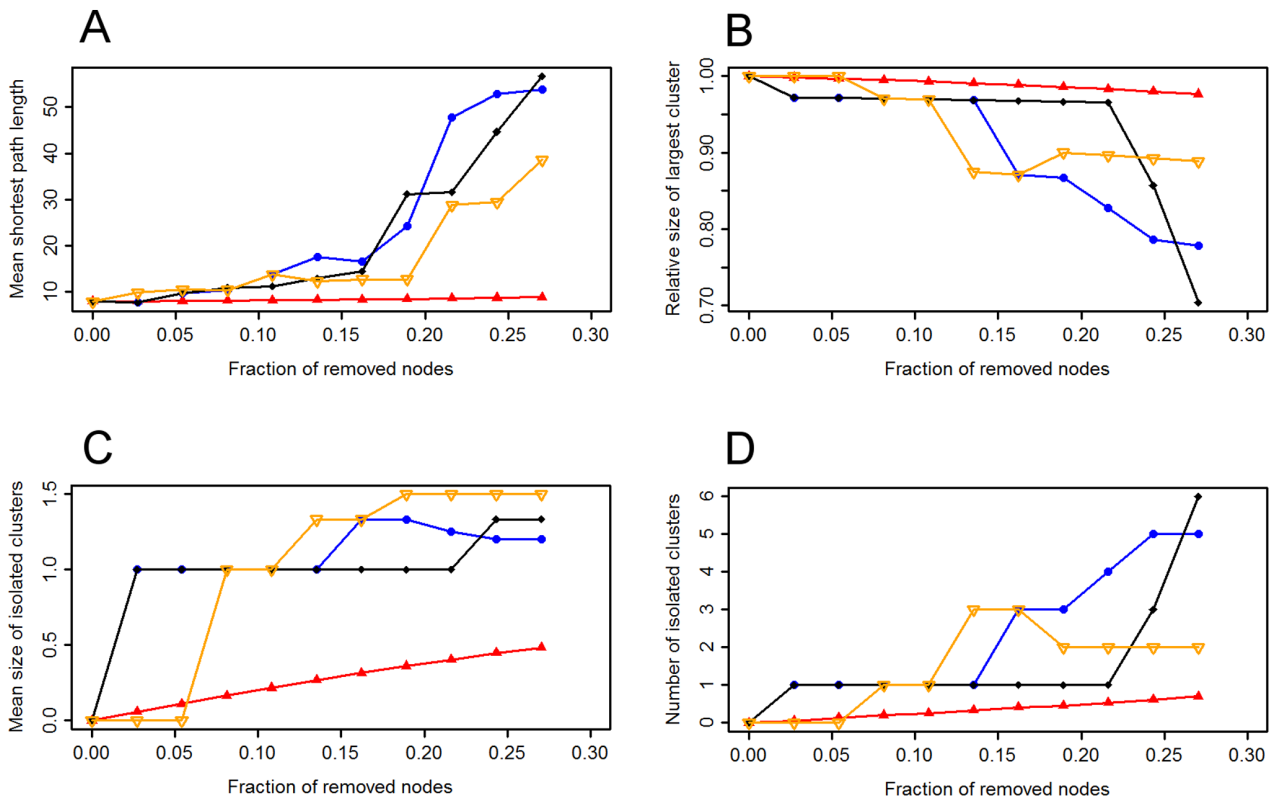 A
Mean shortest path length
50
40
30
20
10
0.00 0.05 0.10 0.15 0.20 0.25 0.30
Fraction of removed nodes
B
Relative size of largest cluster
1.00
0.90
0.80
0.70
0.00 0.05 0.10 0.15 0.20 0.25 0.30
Fraction of removed nodes
C
Mean size of isolated clusters
1.5
1.0
0.5
0.0
0.00 0.05 0.10 0.15 0.20 0.25 0.30
Fraction of removed nodes
D
Number of isolated clusters
6
5
4
3
2
1
0
0.00 0.05 0.10 0.15 0.20 0.25 0.30
Fraction of removed nodes